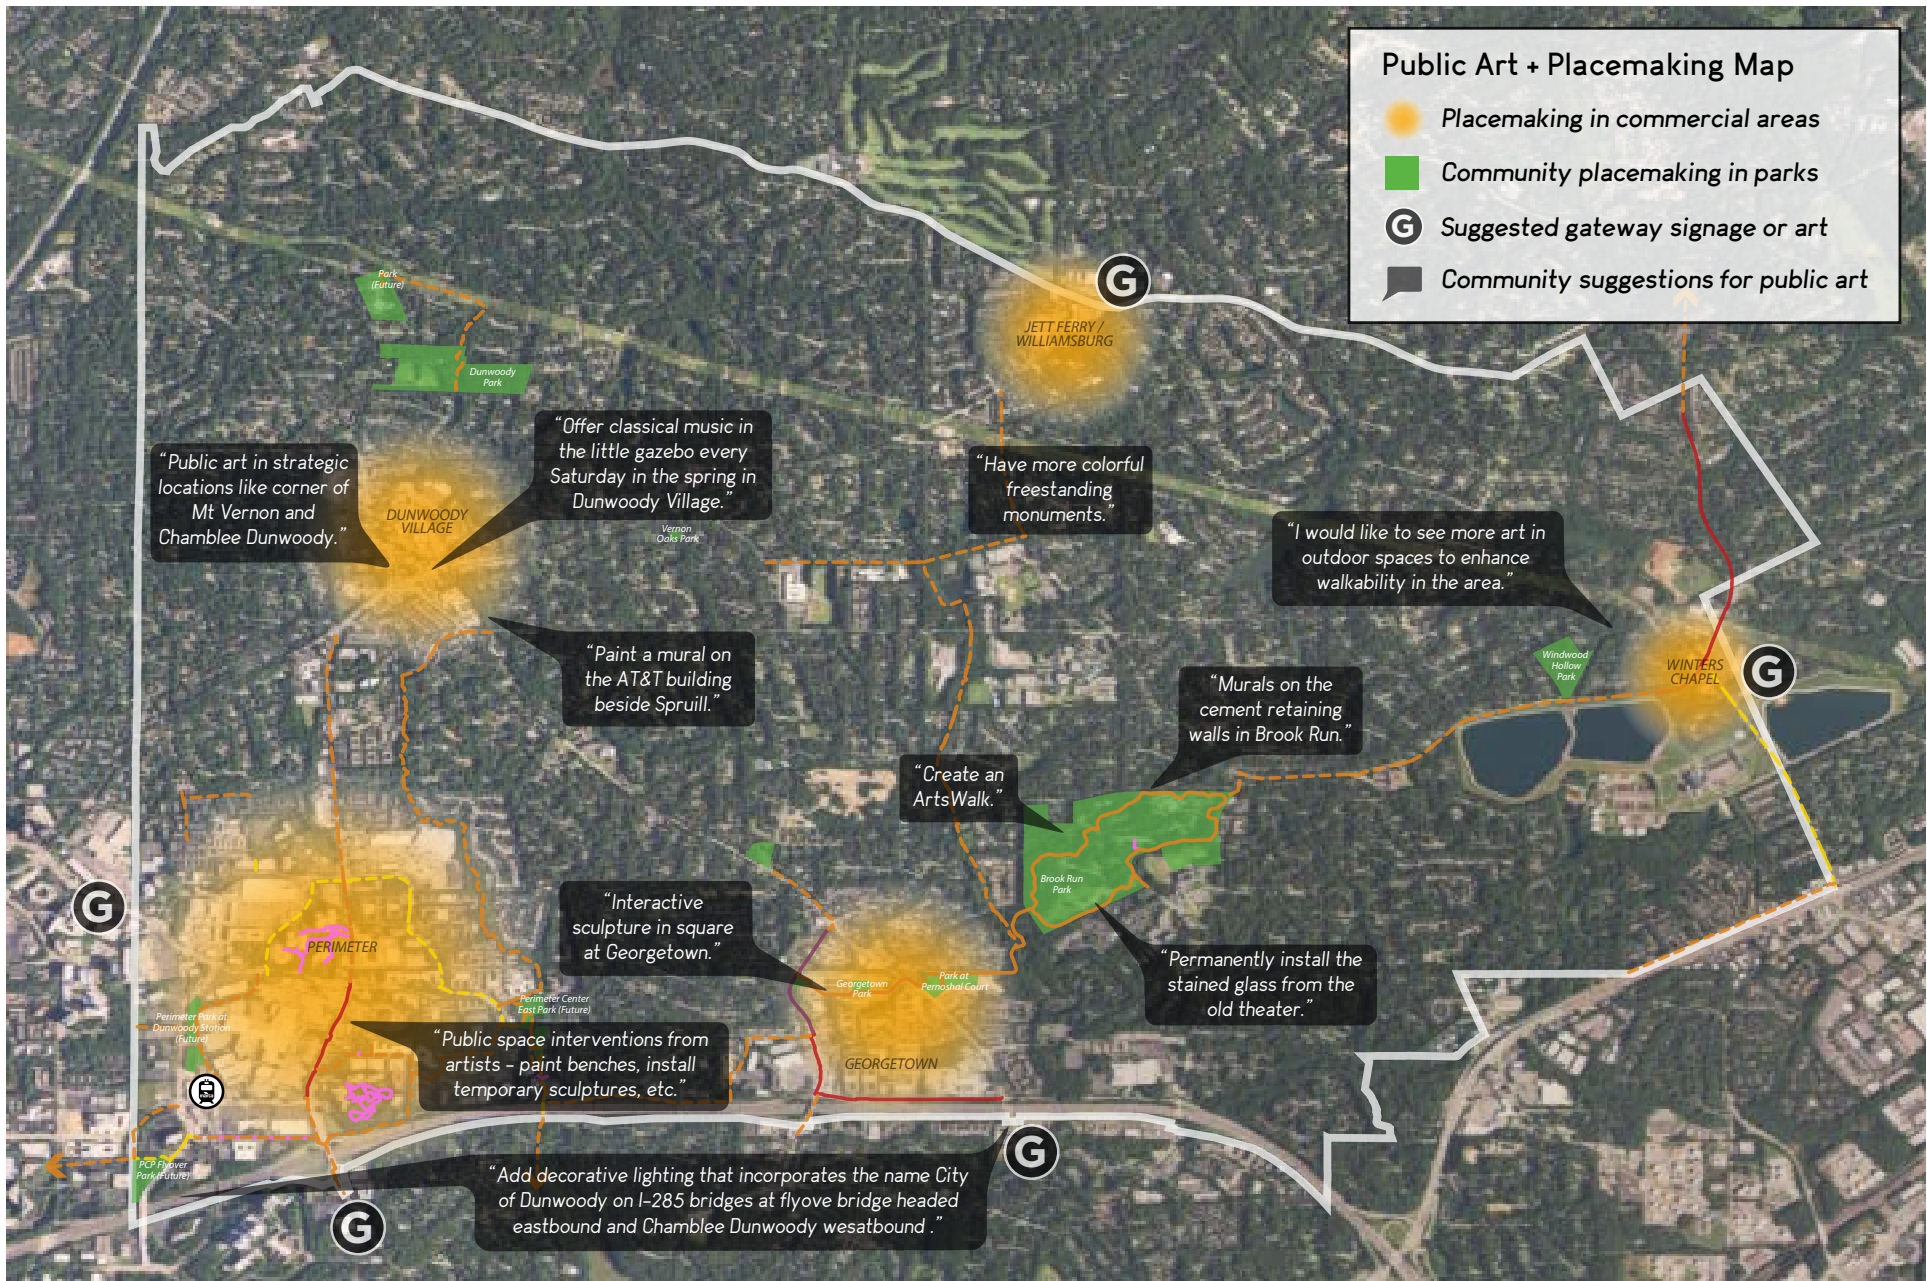 Public Art + Placemaking Map
Placemaking in commercial areas
Community placemaking in parks
G
Suggested gateway signage or art
Community suggestions for public art
Park
(Future)
G
JETT FERRY /
WILLIAMSBURG
Dunwoody
Park
“Public art in strategic
locations like corner of
Mt Vernon and
Chamblee Dunwoody.”
“Offer classical music in
the little gazebo every
Saturday in the spring in
Dunwoody Village.”
DUNWOODY
VILLAGE
Vernon
Oaks Park
“Have more colorful
freestanding
monuments.”
“I would like to see more art in
outdoor spaces to enhance
walkability in the area.”
“Paint a mural on
the AT&T building
beside Spruill.”
Windwood
Hollow
Park
WINTERS
CHAPEL
G
“Murals on the
cement retaining
walls in Brook Run.”
“Create an
ArtsWalk.”
Brook Run
Park
G
PERIMETER
“Interactive
sculpture in square
at Georgetown.”
Georgetown
Park
Park at
Pernoshal Court
“Permanently install the
stained glass from the
old theater.”
Perimeter Park at
Dunwoody Station
(Future)
Perimeter Center
East Park (Future)
“Public space interventions from
artists - paint benches, install
temporary sculptures, etc.”
GEORGETOWN
PCP Flyover
Park (Future)
G
“Add decorative lighting that incorporates the name City
of Dunwoody on I-285 bridges at flyove bridge headed
eastbound and Chamblee Dunwoody wesatbound .”
G